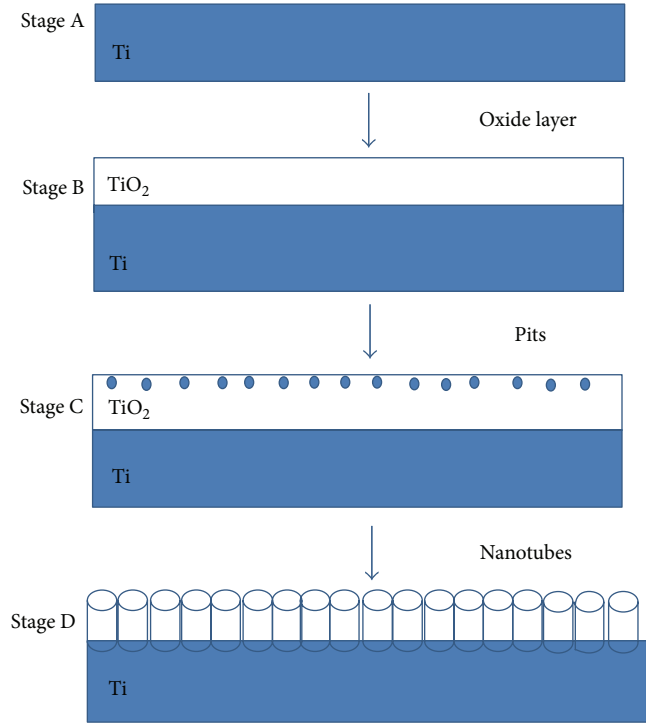 Stage A
Ti
Oxide layer
Stage B
TiO₂
Ti
Pits
Stage C
TiO₂
Ti
Nanotubes
Stage D
Ti